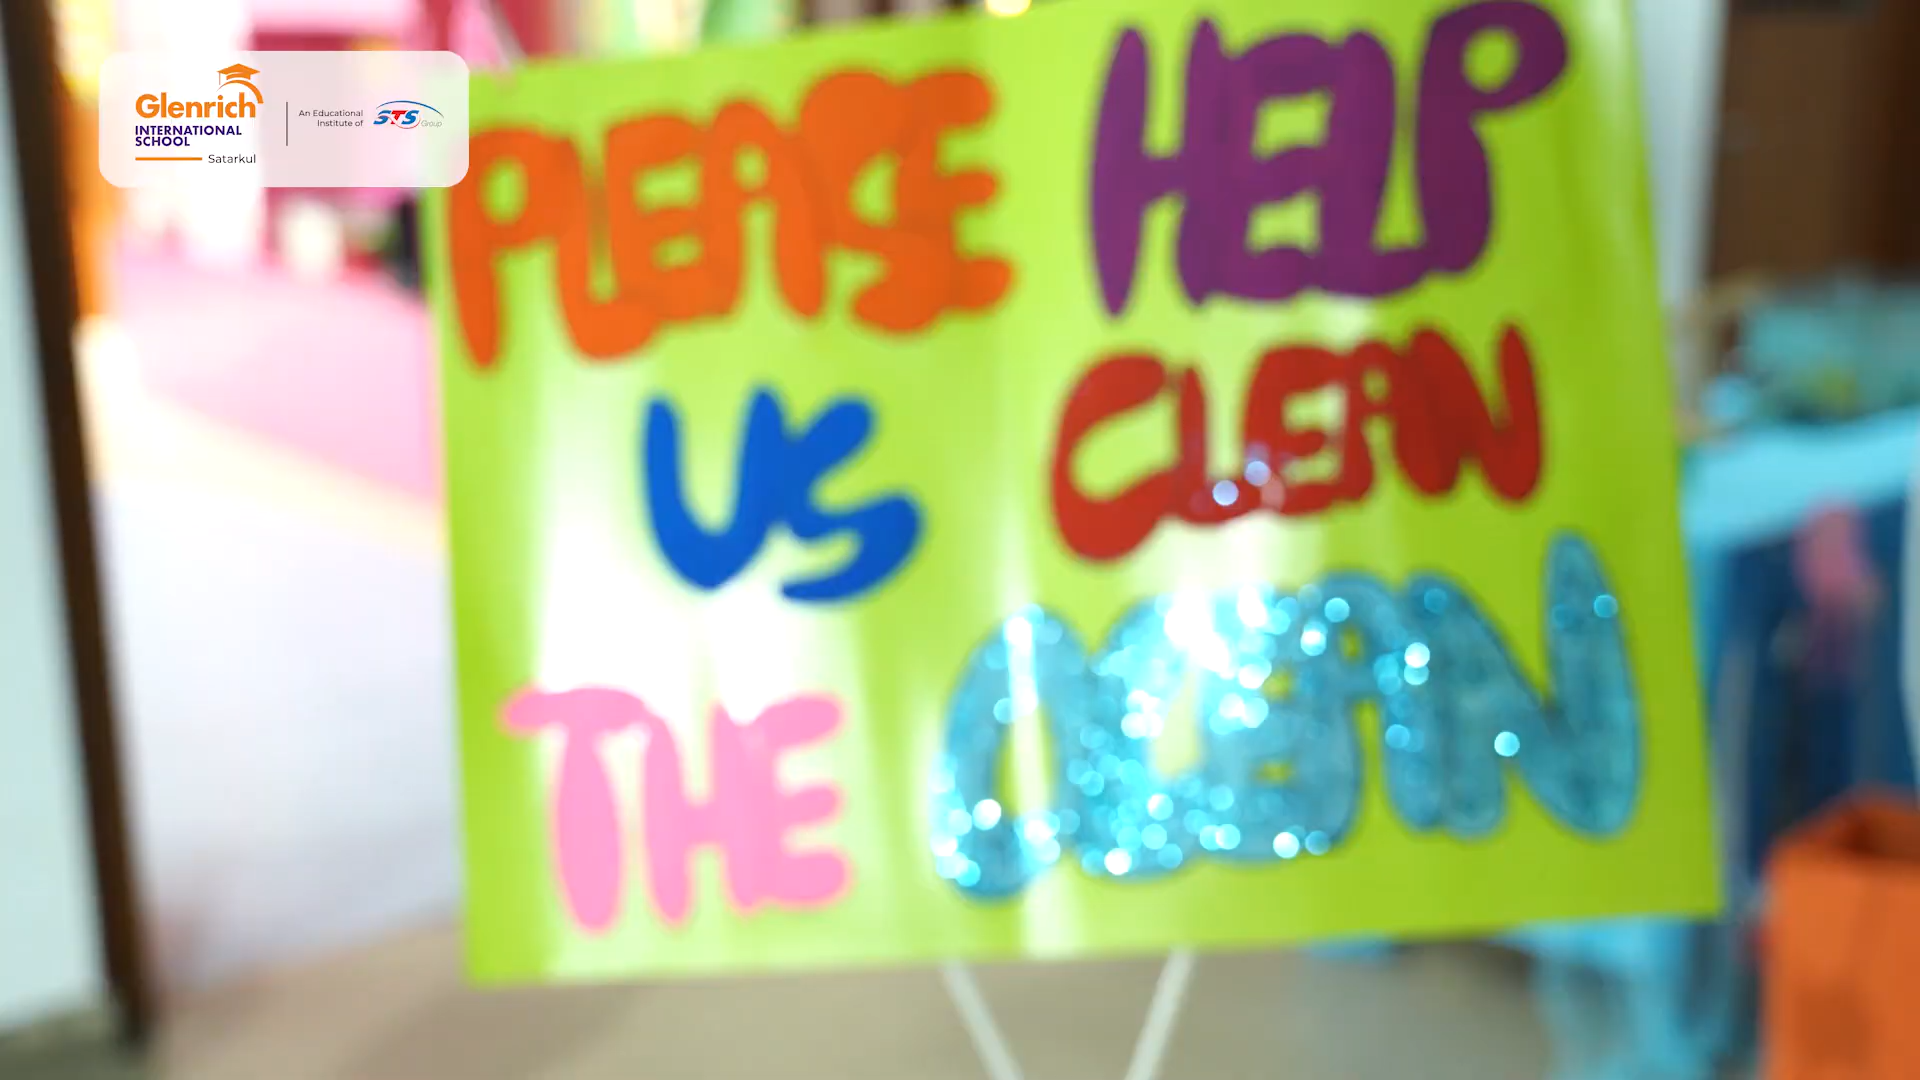 Glenrich
INTERNATIONAL
SCHOOL
Satarkul
An Educational
Institute of
STS
Group
PLEASE HELP
US CLEAN
THE OCEAN